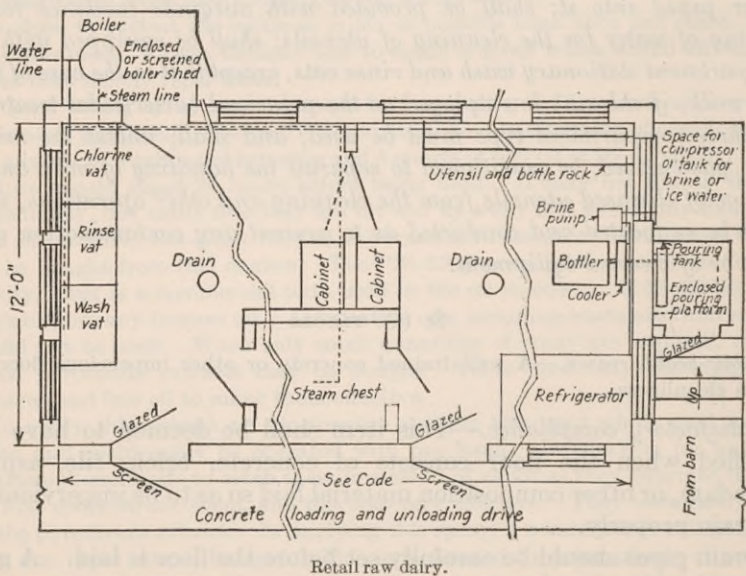 Boiler
Water
line
Enclosed
or screened
boiler shed
Steam line
Chlorine
vat
Rinse
vat
Wash
vat
12'-0"
Drain
Cabinet
Cabinet
Steam chest
Drain
Utensil and bottle rack
Brine
pump
Bottler
Cooler
Space for
compressor
or tank for
brine or
ice water
Pouring
tank
Enclosed
pouring
platform
Glazed
Refrigerator
Up
From barn
Glazed
Screen
Glazed
Screen
See Code
Concrete loading and unloading drive
Retail raw dairy.